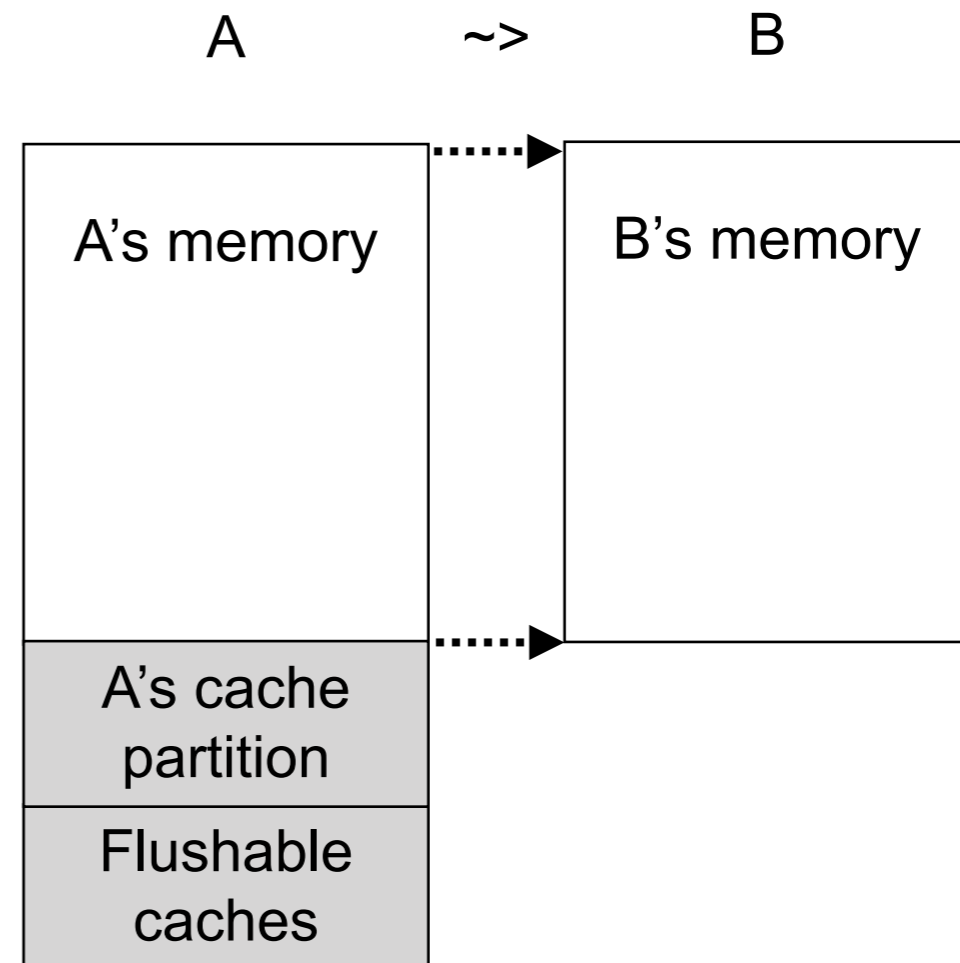 A ~> B
A’s memory
B’s memory
A’s cache
partition
Flushable
caches